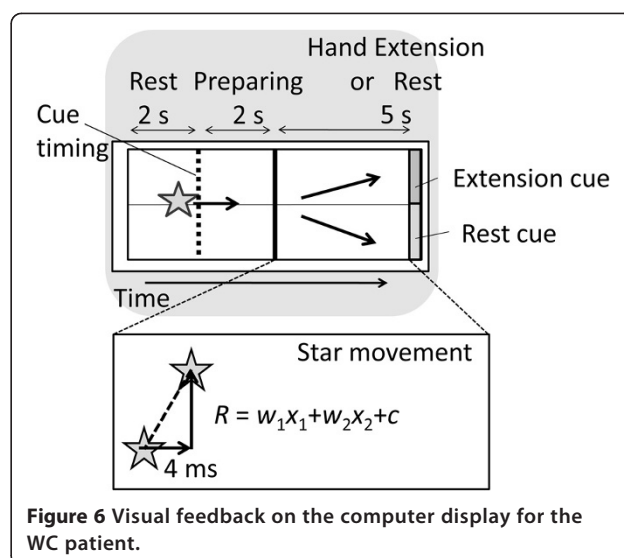 Hand Extension
Rest Preparing or Rest
2 s 2 s 5 s
Cue
timing
Extension cue
Rest cue
Time
Star movement
R = w₁x₁+w₂x₂+c
4 ms
Figure 6 Visual feedback on the computer display for the
WC patient.